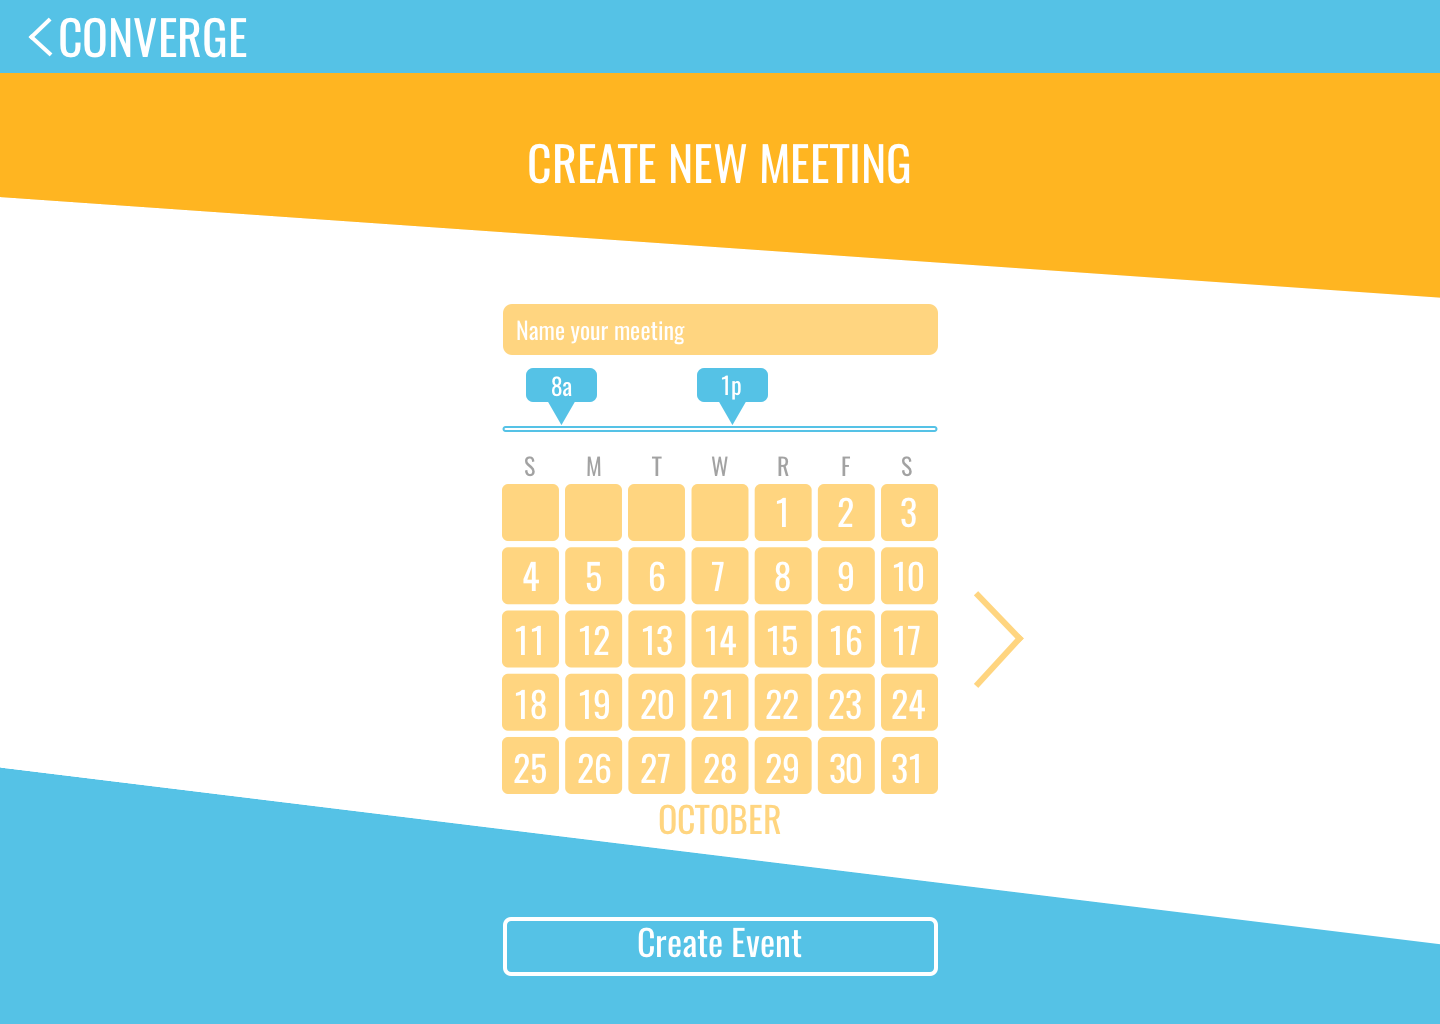 CONVERGE
CREATE NEW MEETING
Name your meeting
8a 1p
S M T W R F S
1 2 3
4 5 6 7 8 9 10
11 12 13 14 15 16 17
18 19 20 21 22 23 24
25 26 27 28 29 30 31
OCTOBER
Create Event